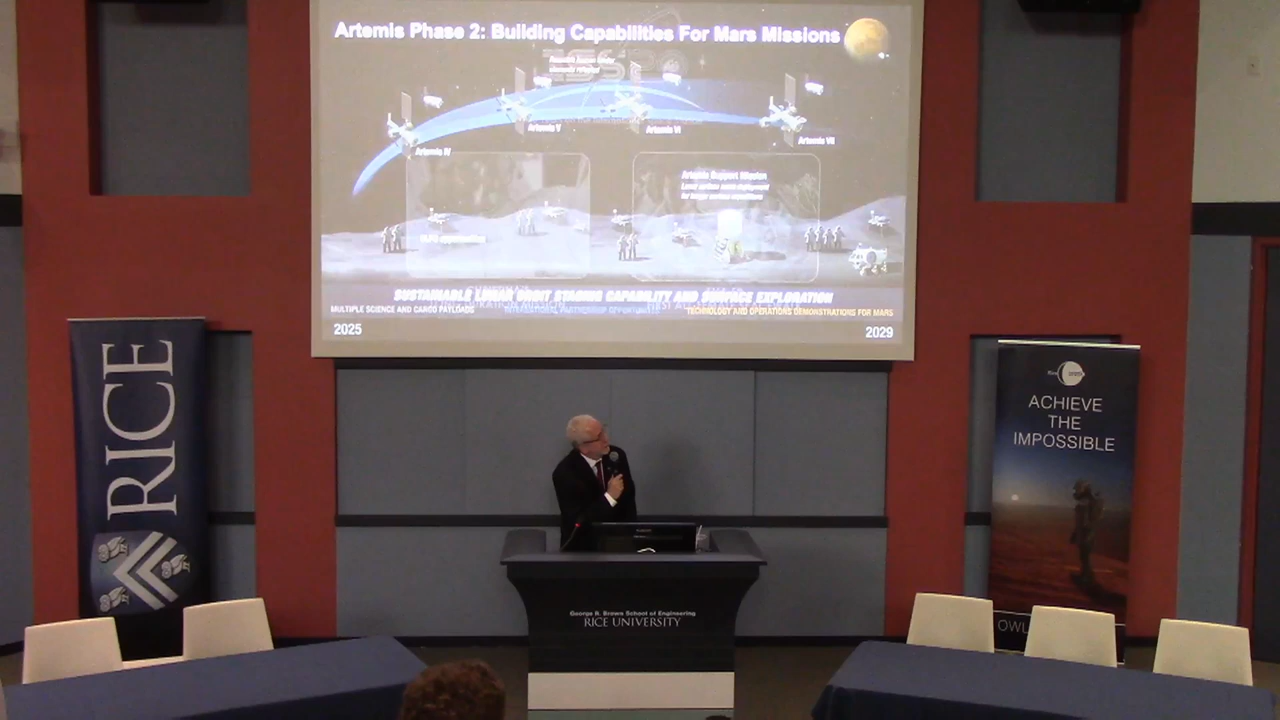 Artemis Phase 2: Building Capabilities For Mars Missions
Artemis IV
Artemis V
Artemis VI
Artemis VII
Artemis Support Mission
SUSTAINABLE LUNAR ORBIT STAGING CAPABILITY AND SURFACE EXPLORATION
MULTIPLE SCIENCE AND CARGO PAYLOADS
TECHNOLOGY AND OPERATIONS DEMONSTRATIONS FOR MARS
2025
2029
RICE
ACHIEVE
THE
IMPOSSIBLE
OWL
George R. Brown School of Engineering
RICE UNIVERSITY